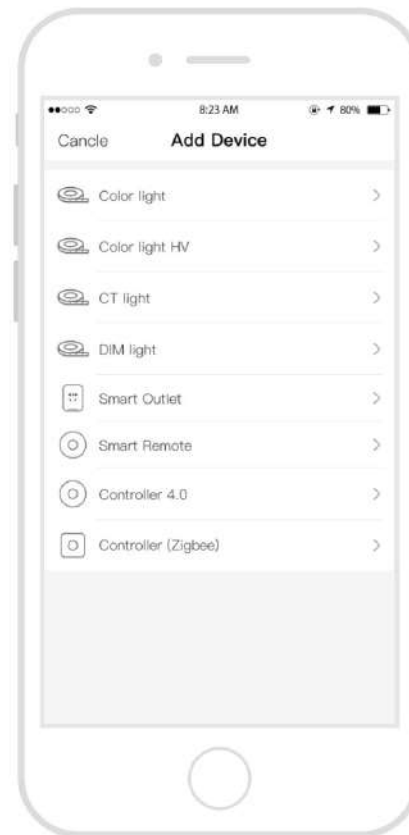 8:23 AM 80%
Cancle Add Device
Color light
Color light HV
CT light
DIM light
Smart Outlet
Smart Remote
Controller 4.0
Controller (Zigbee)